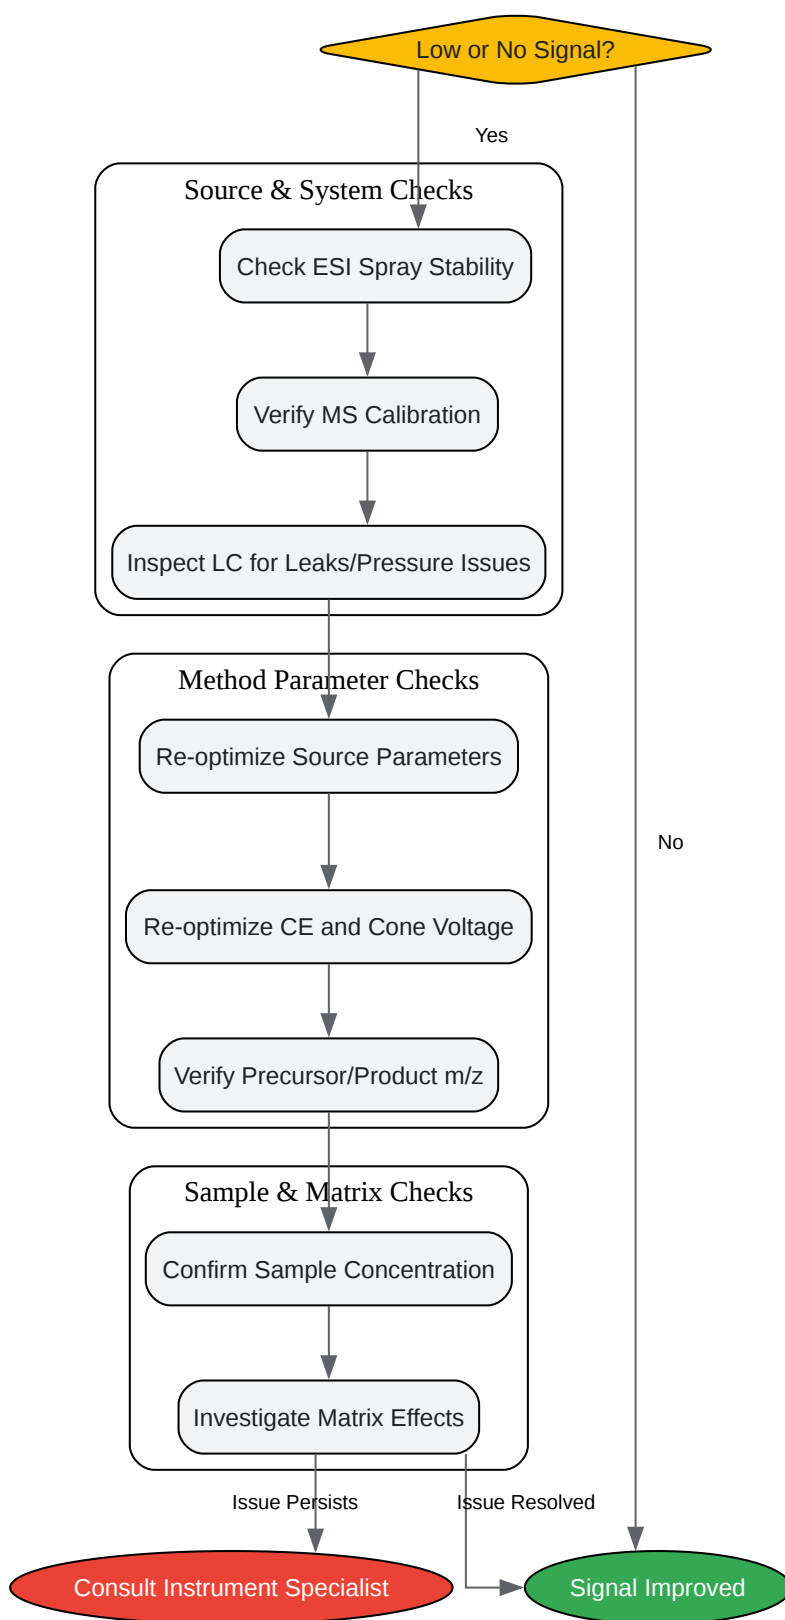 Low or No Signal?
Yes
Source & System Checks
Check ESI Spray Stability
Verify MS Calibration
Inspect LC for Leaks/Pressure Issues
Method Parameter Checks
Re-optimize Source Parameters
No
Re-optimize CE and Cone Voltage
Verify Precursor/Product m/z
Sample & Matrix Checks
Confirm Sample Concentration
Investigate Matrix Effects
Issue Persists
Issue Resolved
Consult Instrument Specialist
Signal Improved